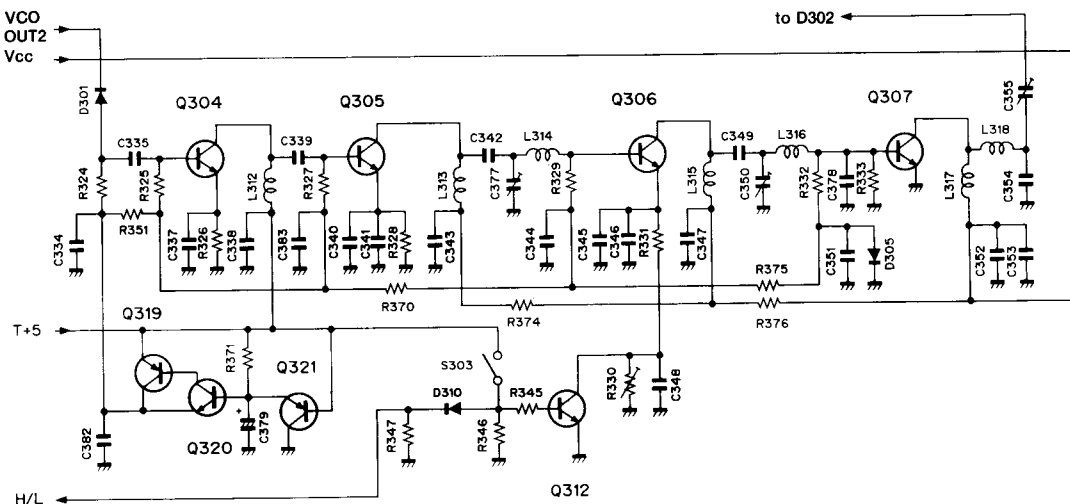 VCO
OUT2
to D302
Vcc
D301
Q304
Q305
Q306
Q307
C355
C335
C339
C342
L314
C349
L316
L318
R324
R325
L312
R327
L313
C377
R329
L315
C350
R332
C378
R333
L317
C354
R351
C334
C337
R326
C338
C383
C340
C341
R328
C343
C344
C345
C346
R331
C347
C351
D305
C352
C353
R370
R375
R374
R376
T+5
Q319
R371
Q321
S303
D310
R345
R330
C348
C382
Q320
+
C379
R347
R346
Q312
H/L